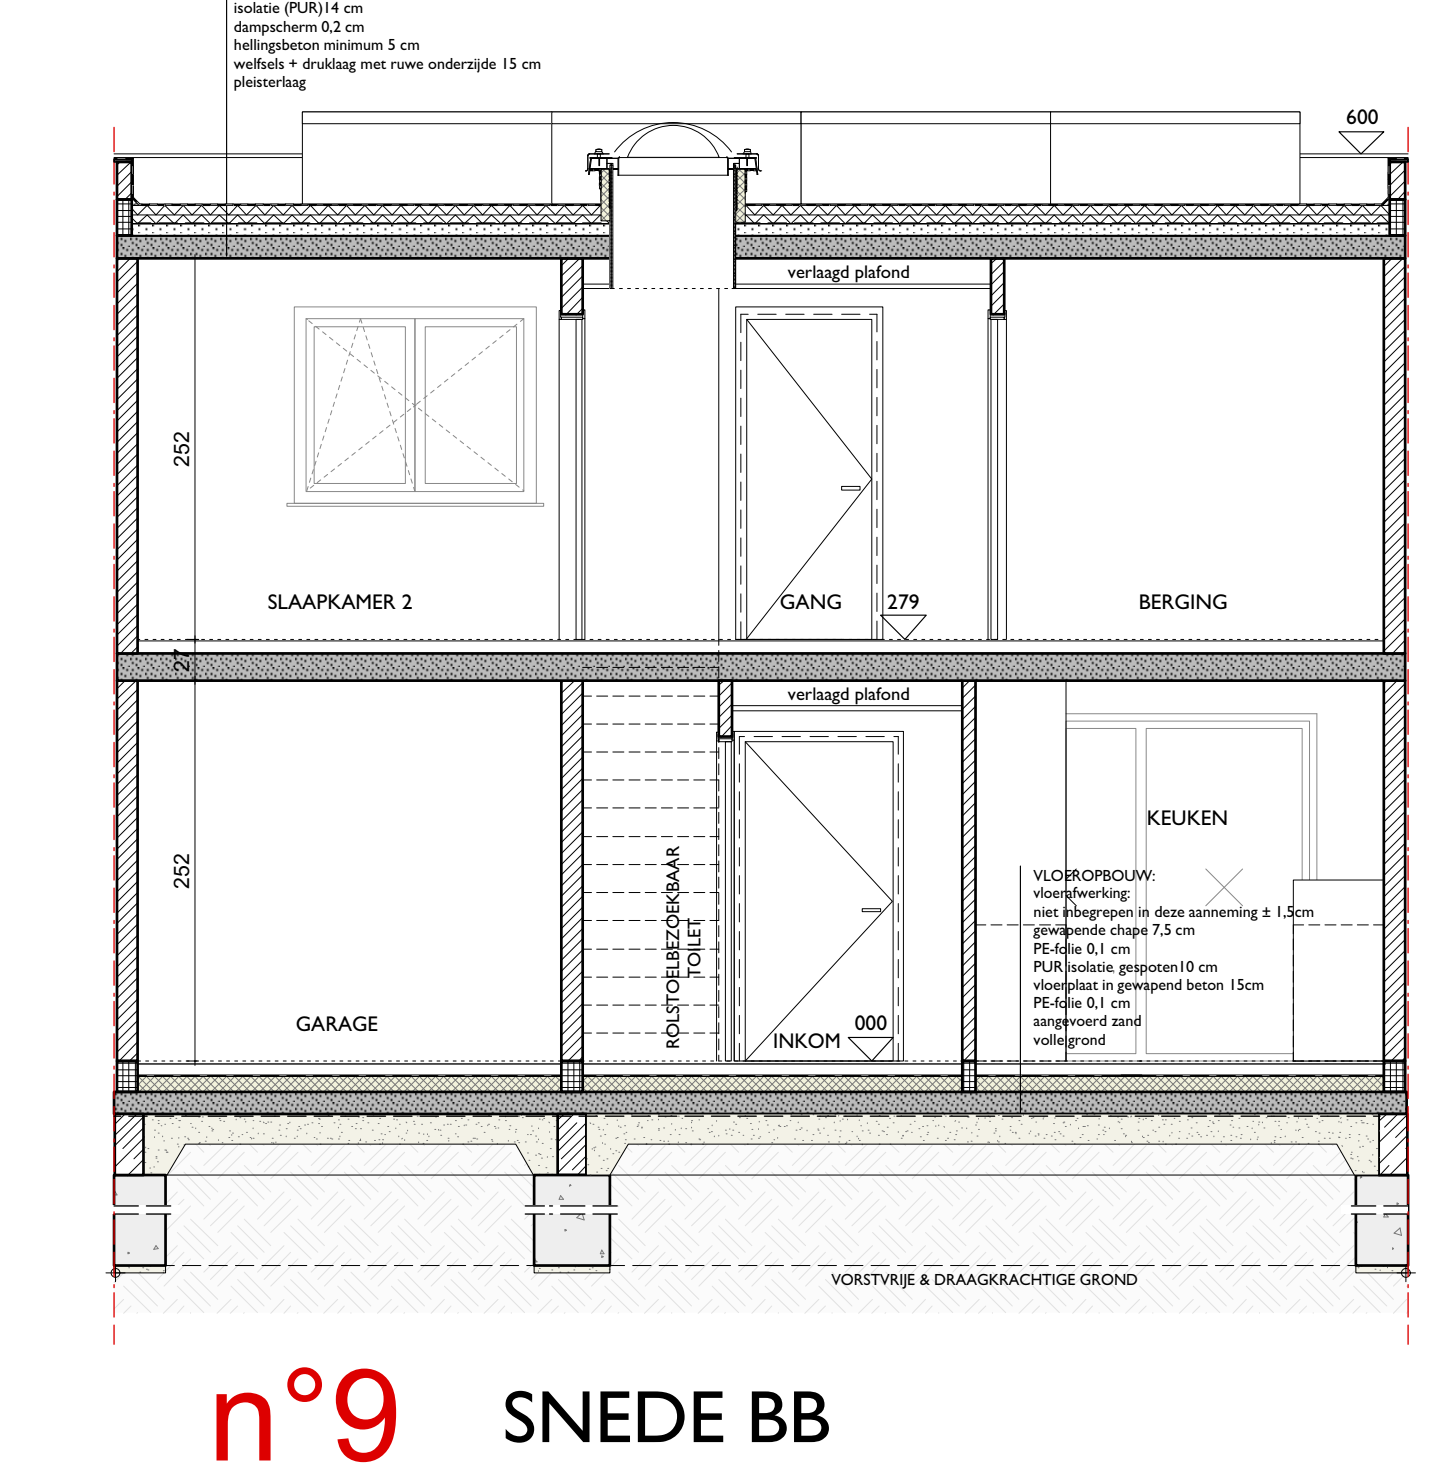 isolatie (PUR)14 cm
dampscherm 0,2 cm
hellingsbeton minimum 5 cm
welfsels + druklaag met ruwe onderzijde 15 cm
pleisterlaag
600
verlaagd plafond
252
SLAAPKAMER 2
GANG
279
BERGING
27
verlaagd plafond
252
KEUKEN
VLOEROPBOUW:
vloerafwerking:
niet inbegrepen in deze aanneming ± 1,5cm
gewapende chape 7,5 cm
PE-folie 0,1 cm
PUR isolatie, gespoten10 cm
vloerplaat in gewapend beton 15cm
PE-folie 0,1 cm
aangevoerd zand
volle grond
ROLSTOELBEZOEKBAAR
TOILET
GARAGE
INKOM
000
VORSTVRIJE & DRAAGKRACHTIGE GROND
n°9
SNEDE BB